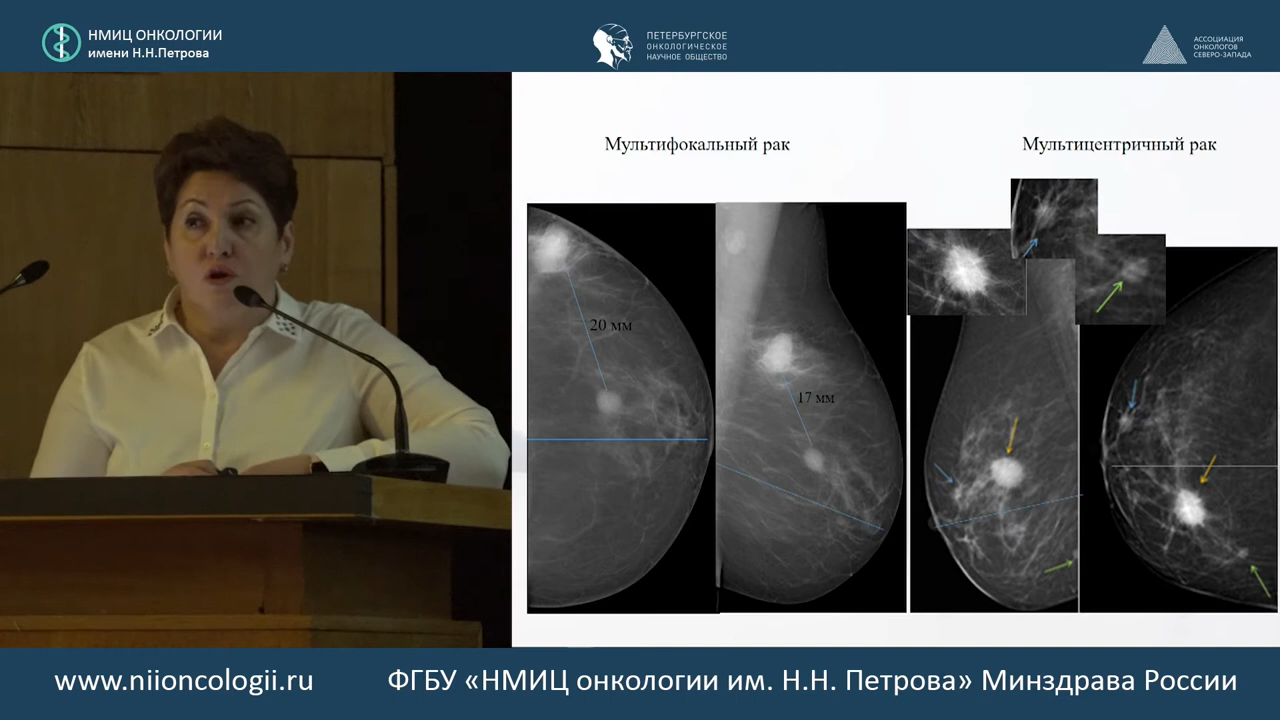 НМИЦ ОНКОЛОГИИ
имени Н.Н.Петрова
ПЕТЕРБУРГСКОЕ
ОНКОЛОГИЧЕСКОЕ
НАУЧНОЕ ОБЩЕСТВО
АССОЦИАЦИЯ
ОНКОЛОГОВ
СЕВЕРО-ЗАПАДА
Мультифокальный рак
Мультицентричный рак
20 мм
17 мм
www.niioncologii.ru
ФГБУ «НМИЦ онкологии им. Н.Н. Петрова» Минздрава России